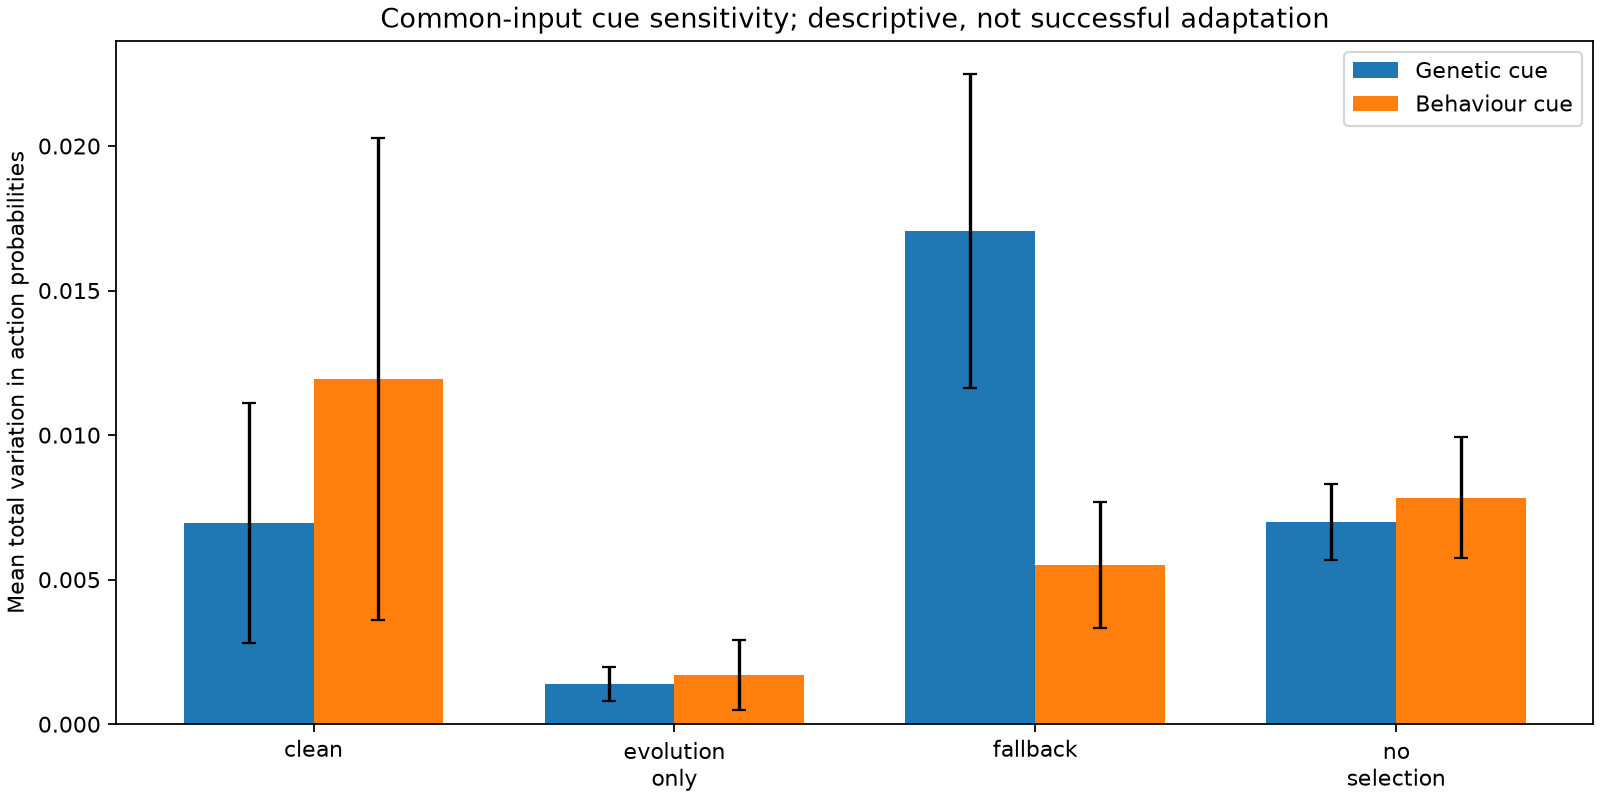 Common-input cue sensitivity; descriptive, not successful adaptation
Genetic cue
Behaviour cue
Mean total variation in action probabilities
0.020
0.015
0.010
0.005
0.000
clean
evolution
only
fallback
no
selection